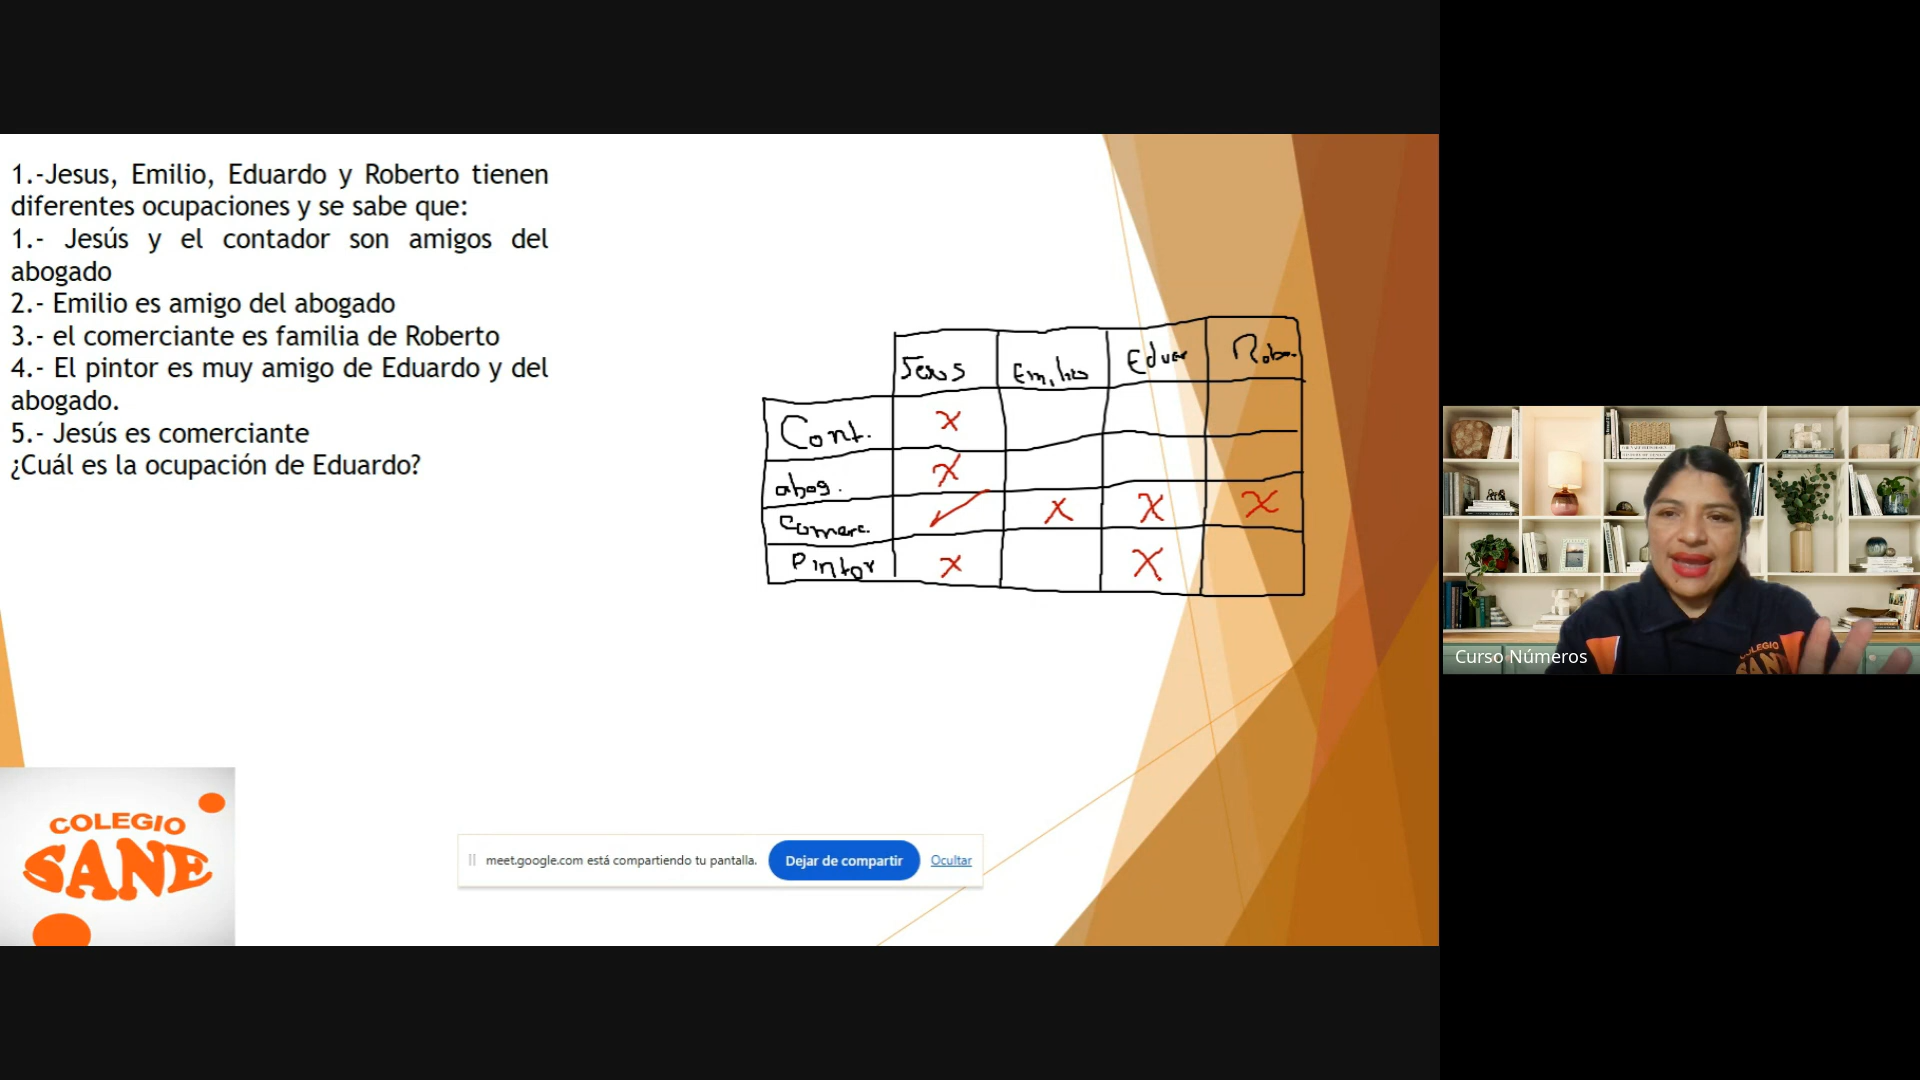 1.-Jesus, Emilio, Eduardo y Roberto tienen
diferentes ocupaciones y se sabe que:
1.- Jesús y el contador son amigos del
abogado
2.- Emilio es amigo del abogado
3.- el comerciante es familia de Roberto
4.- El pintor es muy amigo de Eduardo y del
abogado.
5.- Jesús es comerciante
¿Cuál es la ocupación de Eduardo?
Jesus Emilio Eduar Robe.
Cont. x
abog. x
Comerc. ✓ x x x
Pintor x x
COLEGIO
SANE
meet.google.com está compartiendo tu pantalla. Dejar de compartir Ocultar
COLEGIO
SANE
Curso Números